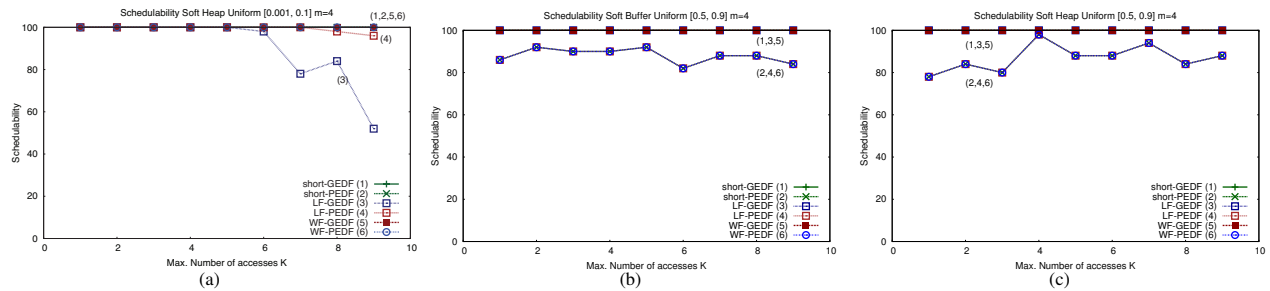 Schedulability Soft Heap Uniform [0.001, 0.1] m=4
(1,2,5,6)
(4)
(3)
Schedulability
100
80
60
40
20
0
short-GEDF (1)
short-PEDF (2)
LF-GEDF (3)
LF-PEDF (4)
WF-GEDF (5)
WF-PEDF (6)
0 2 4 6 8 10
Max. Number of accesses K
(a)
Schedulability Soft Buffer Uniform [0.5, 0.9] m=4
(1,3,5)
(2,4,6)
Schedulability
100
80
60
40
20
0
short-GEDF (1)
short-PEDF (2)
LF-GEDF (3)
LF-PEDF (4)
WF-GEDF (5)
WF-PEDF (6)
0 2 4 6 8 10
Max. Number of accesses K
(b)
Schedulability Soft Heap Uniform [0.5, 0.9] m=4
(1,3,5)
(2,4,6)
Schedulability
100
80
60
40
20
0
short-GEDF (1)
short-PEDF (2)
LF-GEDF (3)
LF-PEDF (4)
WF-GEDF (5)
WF-PEDF (6)
0 2 4 6 8 10
Max. Number of accesses K
(c)